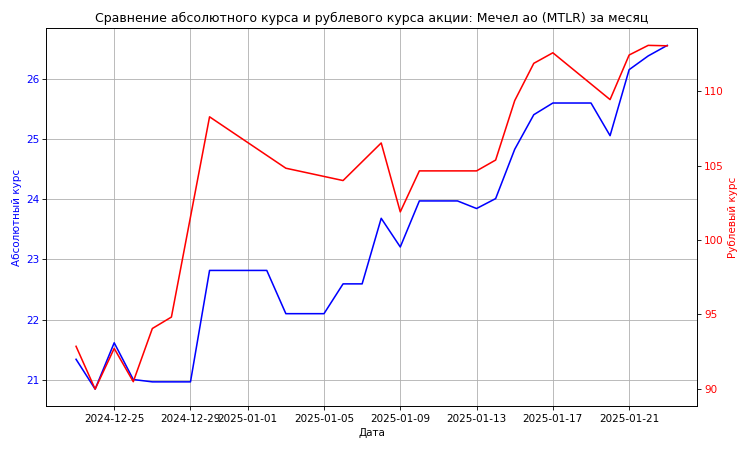 Сравнение абсолютного курса и рублевого курса акции: Мечел ао (MTLR) за месяц
Абсолютный курс
26
25
24
23
22
21
110
105
100
95
90
Рублевый курс
2024-12-25 2024-12-29 2025-01-01 2025-01-05 2025-01-09 2025-01-13 2025-01-17 2025-01-21
Дата